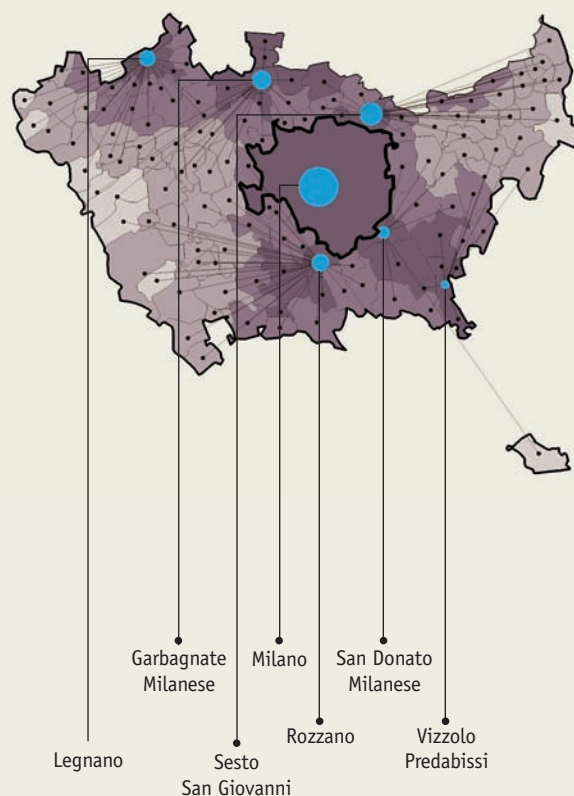 Garbagnate
Milanese
Milano
San Donato
Milanese
Legnano
Sesto
San Giovanni
Rozzano
Vizzolo
Predabissi